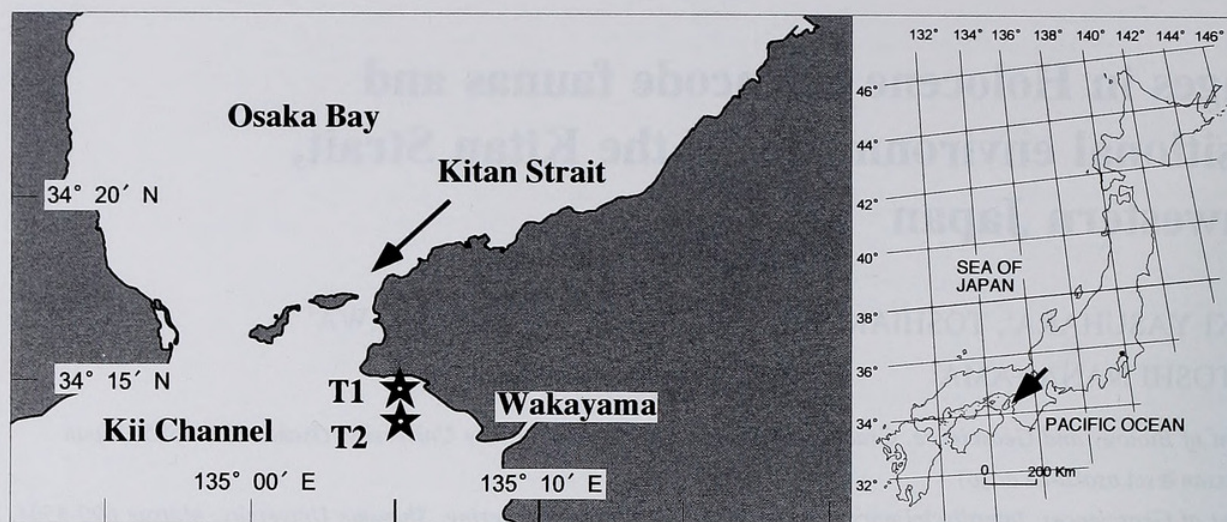 Osaka Bay
Kitan Strait
34° 20′ N
34° 15′ N
T1
T2
Wakayama
Kii Channel
135° 00′ E
135° 10′ E
132° 134° 136° 138° 140° 142° 144° 146°
46°
44°
42°
40°
SEA OF
JAPAN
38°
36°
34°
PACIFIC OCEAN
32°
0 200 Km